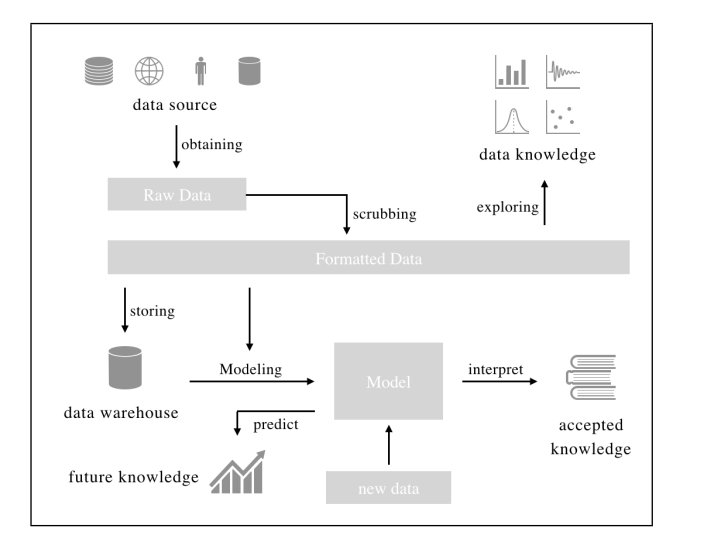 data source
obtaining
data knowledge
Raw Data
scrubbing
exploring
Formatted Data
storing
Modeling
Model
interpret
data warehouse
predict
accepted
knowledge
future knowledge
new data